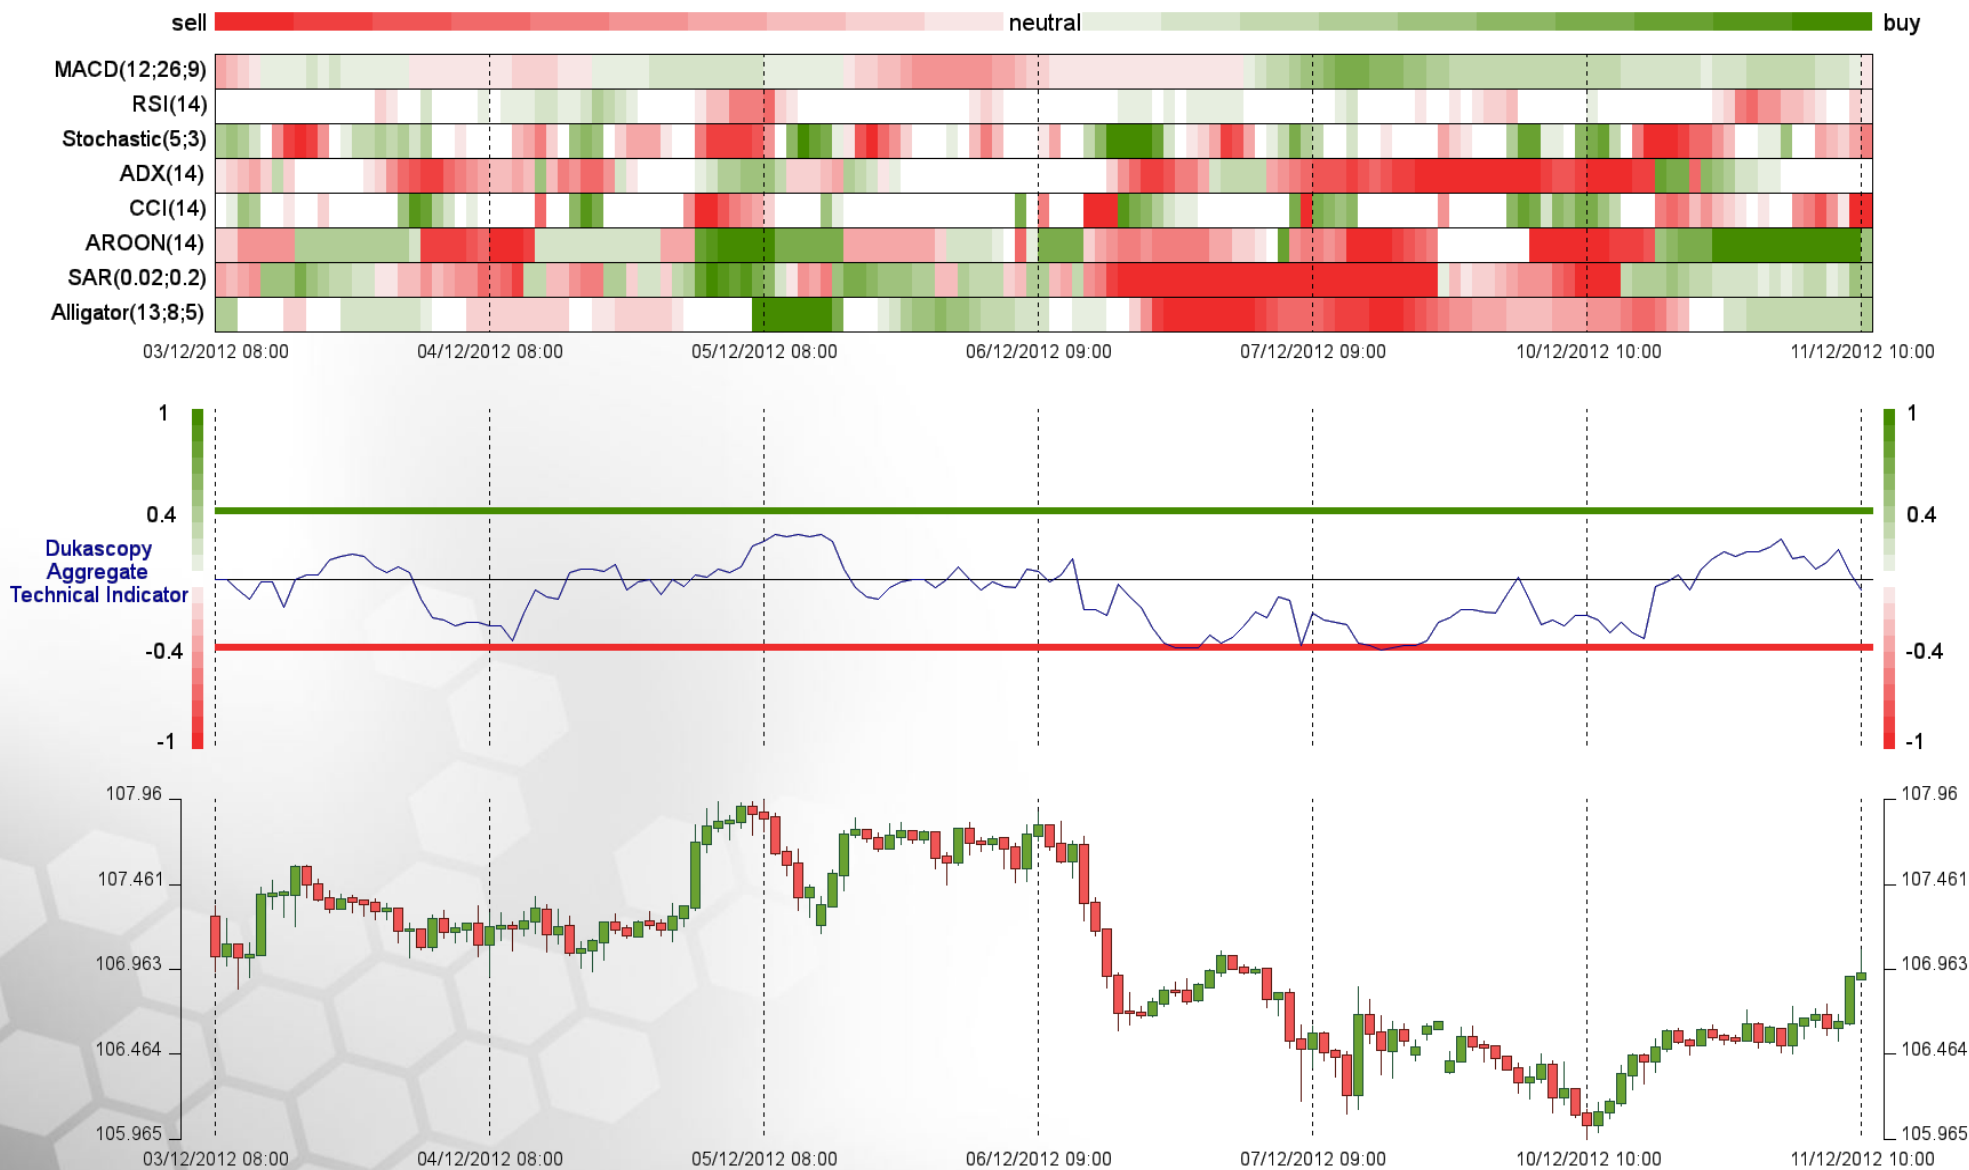 sell neutral buy
MACD(12;26;9)
RSI(14)
Stochastic(5;3)
ADX(14)
CCI(14)
AROON(14)
SAR(0.02;0.2)
Alligator(13;8;5)
03/12/2012 08:00 04/12/2012 08:00 05/12/2012 08:00 06/12/2012 09:00 07/12/2012 09:00 10/12/2012 10:00 11/12/2012 10:00
1 1
0.4 0.4
Dukascopy
Aggregate
Technical Indicator
-0.4 -0.4
-1 -1
107.96 107.96
107.461 107.461
106.963 106.963
106.464 106.464
105.965 105.965
03/12/2012 08:00 04/12/2012 08:00 05/12/2012 08:00 06/12/2012 09:00 07/12/2012 09:00 10/12/2012 10:00 11/12/2012 10:00